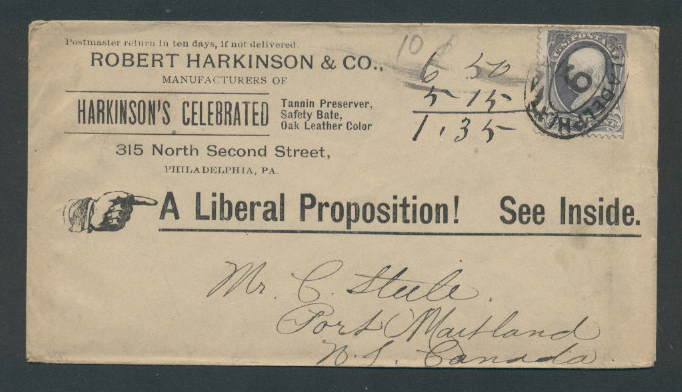 Postmaster return in ten days, if not delivered.
ROBERT HARKINSON & CO.,
MANUFACTURERS OF
HARKINSON'S CELEBRATED
Tannin Preserver,
Safety Bate,
Oak Leather Color
315 North Second Street,
PHILADELPHIA, PA.
10
6 50
5 15
1.35
9
A Liberal Proposition! See Inside.
Mr. C. Steele.
Port Maitland
N.S. Canada.